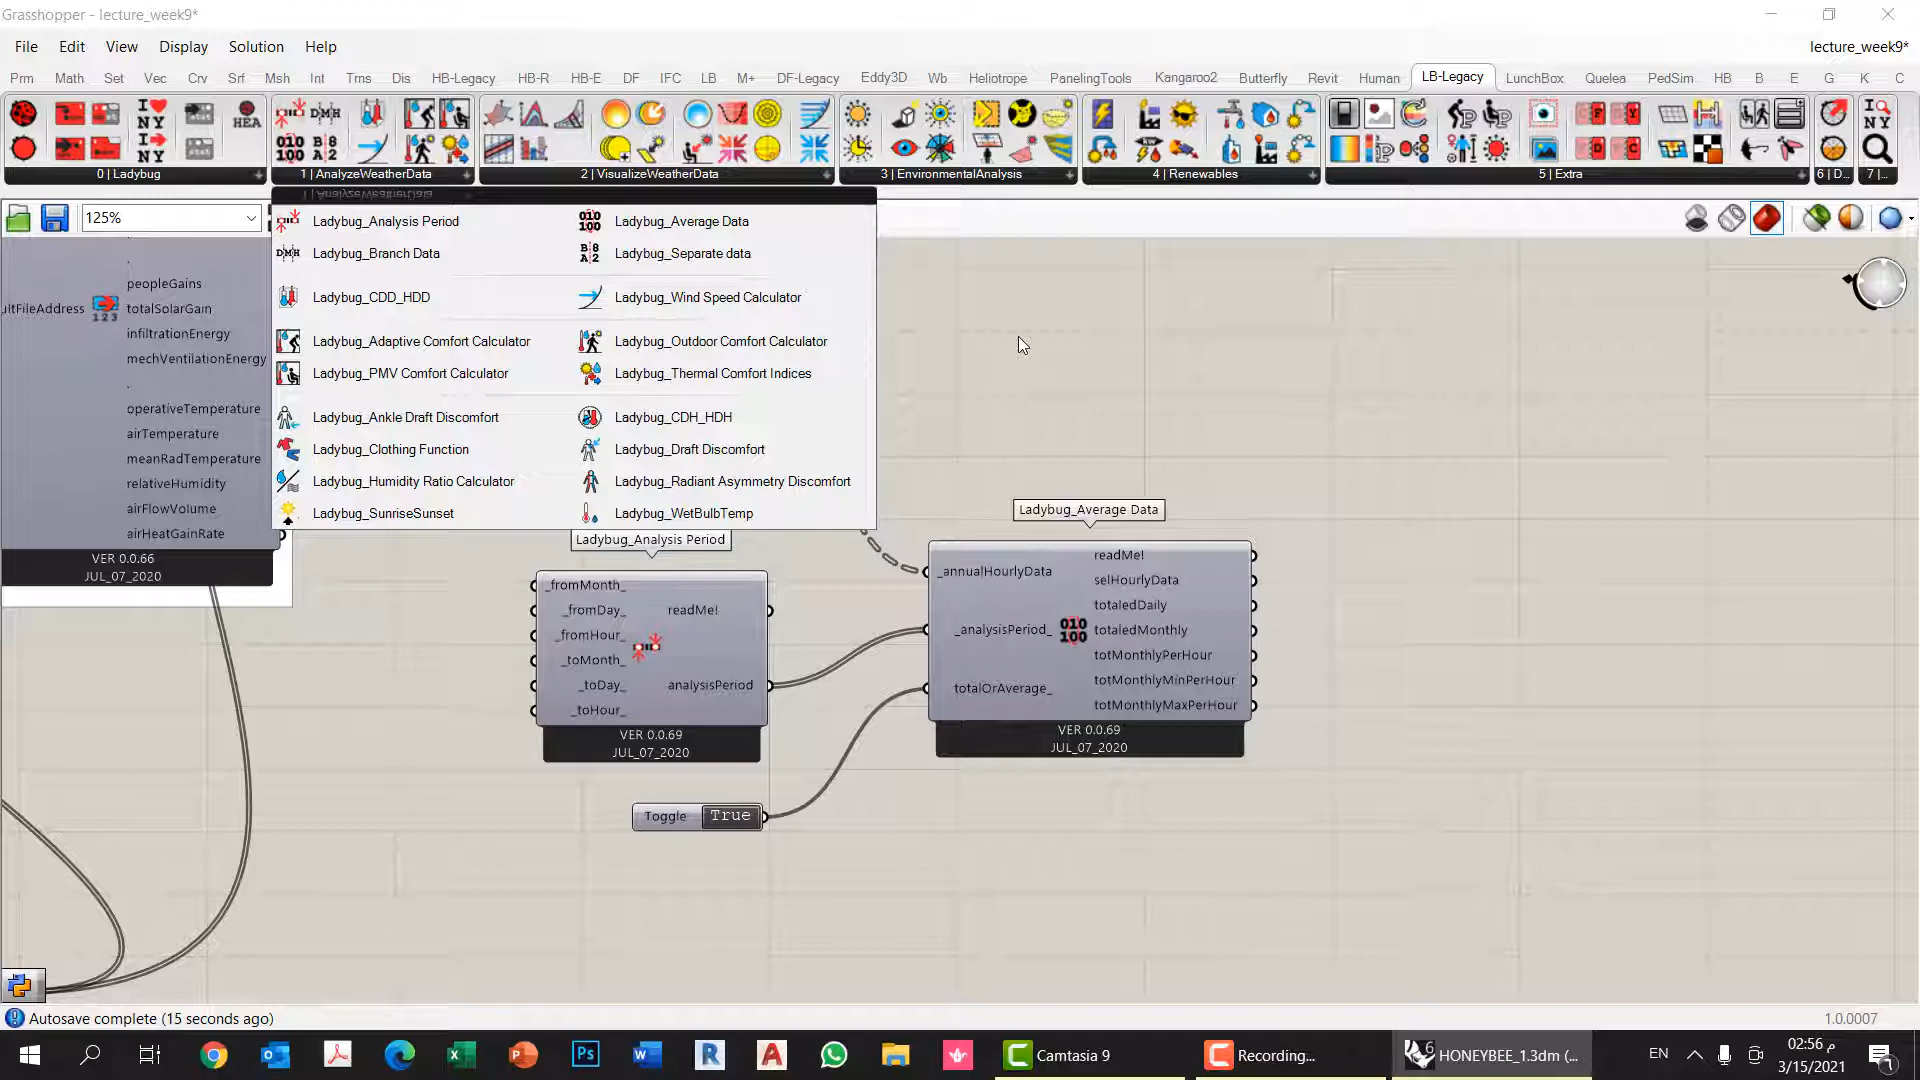 Grasshopper - lecture_week9*
File Edit View Display Solution Help
lecture_week9*
Prm Math Set Vec Crv Srf Msh Int Trns Dis HB-Legacy HB-R HB-E DF IFC LB M+ DF-Legacy Eddy3D Wb Heliotrope PanelingTools Kangaroo2 Butterfly Revit Human LB-Legacy LunchBox Quelea PedSim HB B E G K C
0 | Ladybug
1 | AnalyzeWeatherData
2 | VisualizeWeatherData
3 | EnvironmentalAnalysis
4 | Renewables
5 | Extra
6 | D...
7 |...
125%
1 | AnalyzeWeatherData
Ladybug_Analysis Period
Ladybug_Average Data
Ladybug_Branch Data
Ladybug_Separate data
Ladybug_CDD_HDD
Ladybug_Wind Speed Calculator
Ladybug_Adaptive Comfort Calculator
Ladybug_Outdoor Comfort Calculator
Ladybug_PMV Comfort Calculator
Ladybug_Thermal Comfort Indices
Ladybug_Ankle Draft Discomfort
Ladybug_CDH_HDH
Ladybug_Clothing Function
Ladybug_Draft Discomfort
Ladybug_Humidity Ratio Calculator
Ladybug_Radiant Asymmetry Discomfort
Ladybug_SunriseSunset
Ladybug_WetBulbTemp
ultFileAddress
peopleGains
totalSolarGain
infiltrationEnergy
mechVentilationEnergy
operativeTemperature
airTemperature
meanRadTemperature
relativeHumidity
airFlowVolume
airHeatGainRate
VER 0.0.66
JUL_07_2020
Ladybug_Analysis Period
_fromMonth_
_fromDay_
_fromHour_
_toMonth_
_toDay_
_toHour_
readMe!
analysisPeriod
VER 0.0.69
JUL_07_2020
Toggle True
Ladybug_Average Data
_annualHourlyData
_analysisPeriod_
totalOrAverage_
readMe!
selHourlyData
totaledDaily
totaledMonthly
totMonthlyPerHour
totMonthlyMinPerHour
totMonthlyMaxPerHour
VER 0.0.69
JUL_07_2020
Autosave complete (15 seconds ago)
1.0.0007
Camtasia 9
Recording...
HONEYBEE_1.3dm (...
EN
02:56 م
3/15/2021